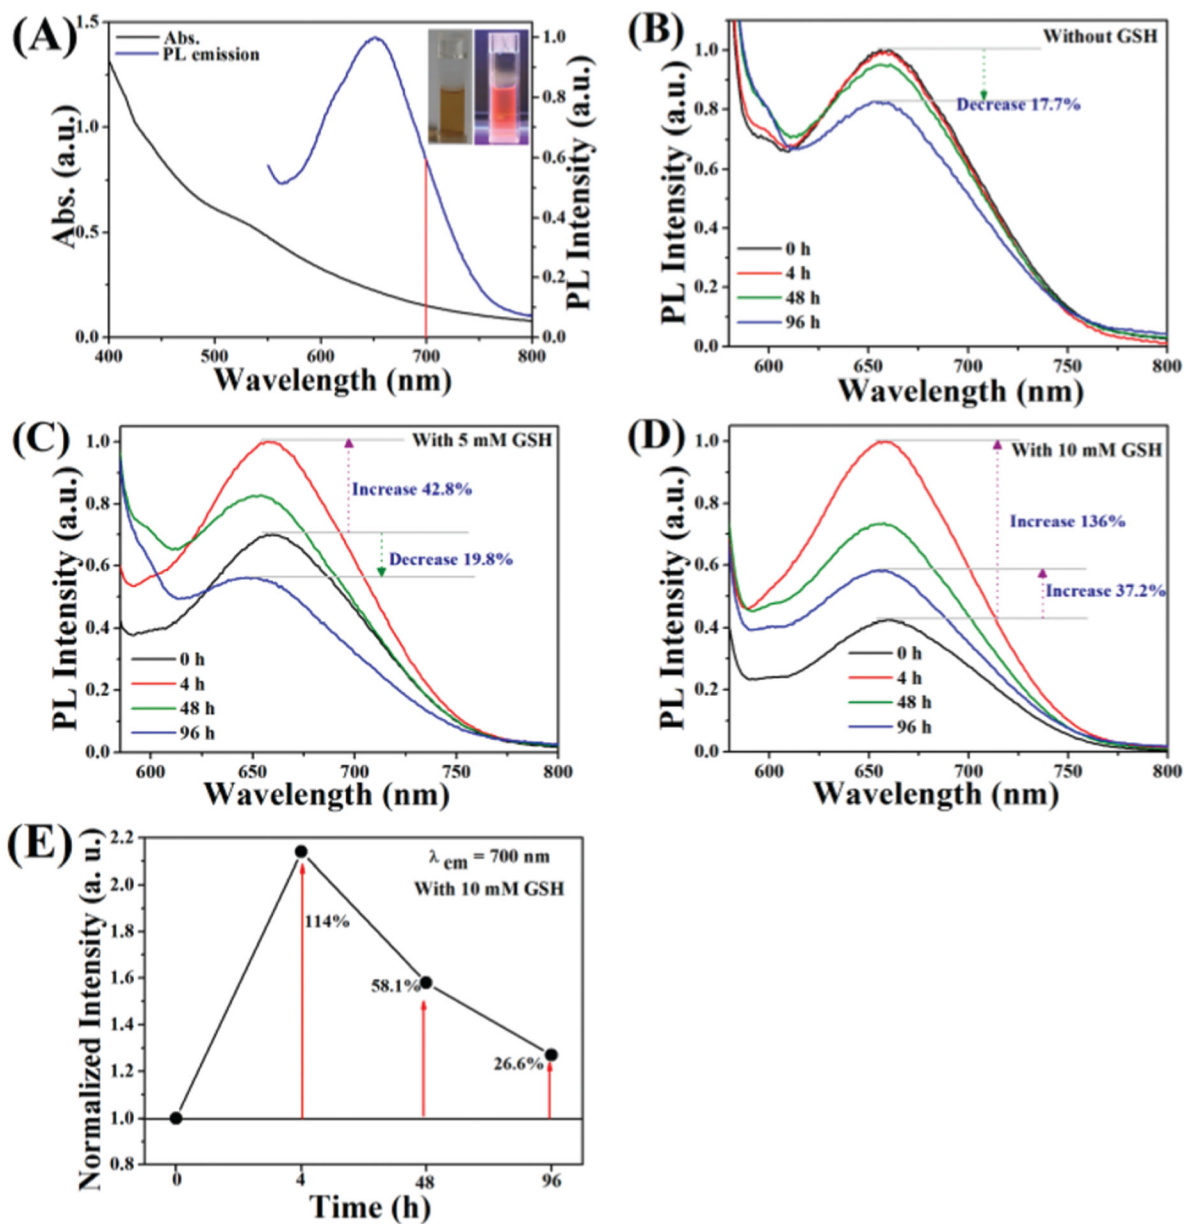 (A)
Abs.
PL emission
Abs. (a.u.)
1.5
1.0
0.5
0.0
PL Intensity (a.u.)
1.0
0.8
0.6
0.4
0.2
0.0
400 500 600 700 800
Wavelength (nm)
(B)
Without GSH
Decrease 17.7%
PL Intensity (a.u.)
1.0
0.8
0.6
0.4
0.2
0.0
0 h
4 h
48 h
96 h
600 650 700 750 800
Wavelength (nm)
(C)
With 5 mM GSH
Increase 42.8%
Decrease 19.8%
PL Intensity (a.u.)
1.0
0.8
0.6
0.4
0.2
0.0
0 h
4 h
48 h
96 h
600 650 700 750 800
Wavelength (nm)
(D)
With 10 mM GSH
Increase 136%
Increase 37.2%
PL Intensity (a.u.)
1.0
0.8
0.6
0.4
0.2
0.0
0 h
4 h
48 h
96 h
600 650 700 750 800
Wavelength (nm)
(E)
λ em = 700 nm
With 10 mM GSH
114%
58.1%
26.6%
Normalized Intensity (a. u.)
2.2
2.0
1.8
1.6
1.4
1.2
1.0
0.8
0 4 48 96
Time (h)